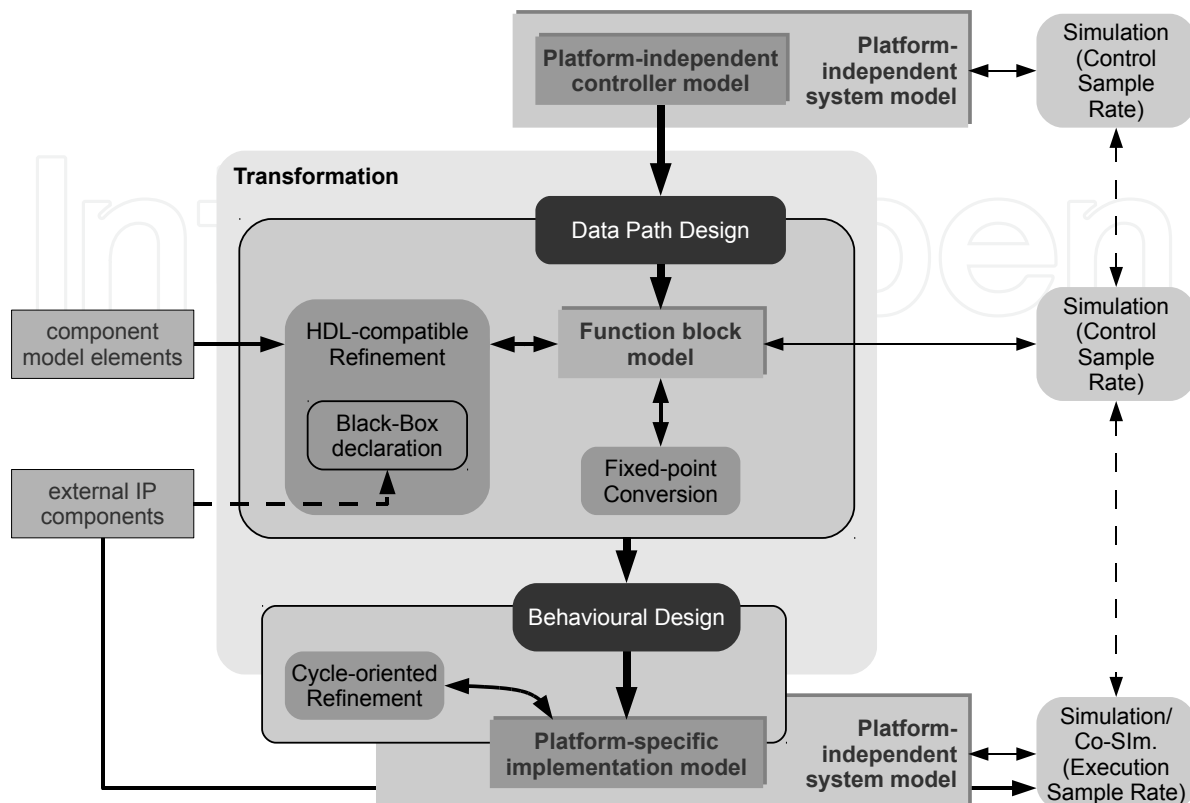 Platform-independent
controller model
Platform-
independent
system model
Simulation
(Control
Sample
Rate)
Transformation
Data Path Design
component
model elements
HDL-compatible
Refinement
Function block
model
Simulation
(Control
Sample
Rate)
Black-Box
declaration
Fixed-point
Conversion
external IP
components
Behavioural Design
Cycle-oriented
Refinement
Platform-specific
implementation model
Platform-
independent
system model
Simulation/
Co-SIm.
(Execution
Sample Rate)